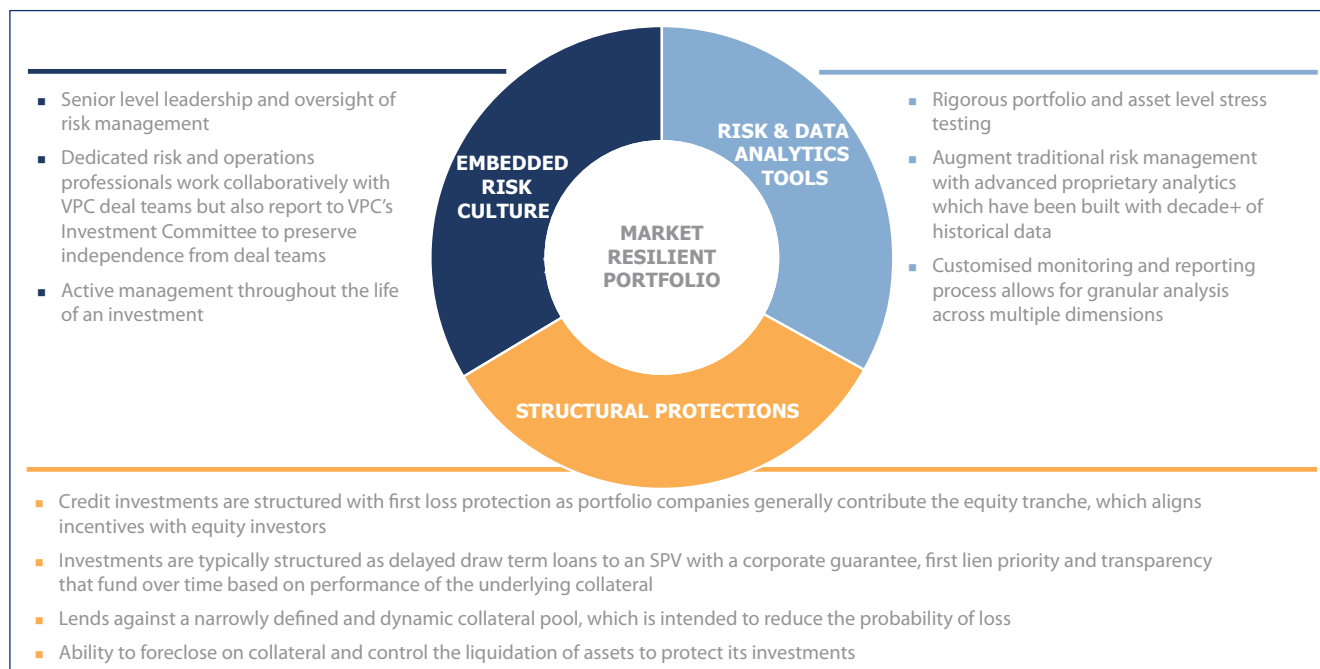 EMBEDDED
RISK
CULTURE
■ Senior level leadership and oversight of
risk management
■ Dedicated risk and operations
professionals work collaboratively with
VPC deal teams but also report to VPC’s
Investment Committee to preserve
independence from deal teams
■ Active management throughout the life
of an investment
RISK & DATA
ANALYTICS
TOOLS
■ Rigorous portfolio and asset level stress
testing
■ Augment traditional risk management
with advanced proprietary analytics
which have been built with decade+ of
historical data
■ Customised monitoring and reporting
process allows for granular analysis
across multiple dimensions
MARKET
RESILIENT
PORTFOLIO
STRUCTURAL PROTECTIONS
■ Credit investments are structured with first loss protection as portfolio companies generally contribute the equity tranche, which aligns
incentives with equity investors
■ Investments are typically structured as delayed draw term loans to an SPV with a corporate guarantee, first lien priority and transparency
that fund over time based on performance of the underlying collateral
■ Lends against a narrowly defined and dynamic collateral pool, which is intended to reduce the probability of loss
■ Ability to foreclose on collateral and control the liquidation of assets to protect its investments